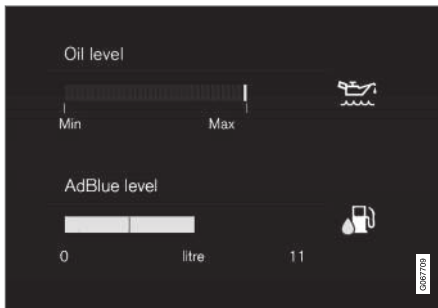 Oil level
Min Max
AdBlue level
0 litre 11
G067709